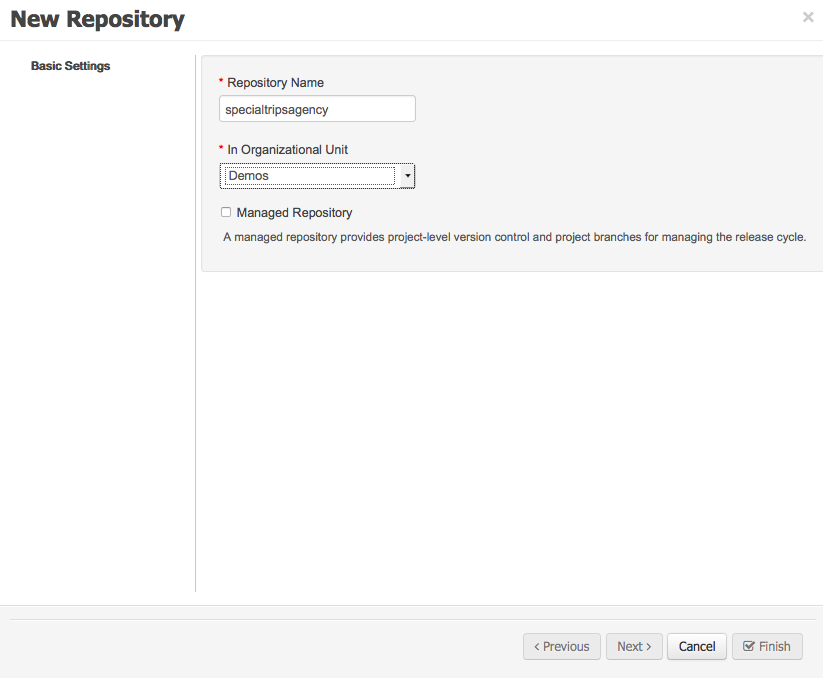 New Repository
×
Basic Settings
* Repository Name
specialtripsagency
* In Organizational Unit
Demos
Managed Repository
A managed repository provides project-level version control and project branches for managing the release cycle.
‹ Previous
Next ›
Cancel
Finish